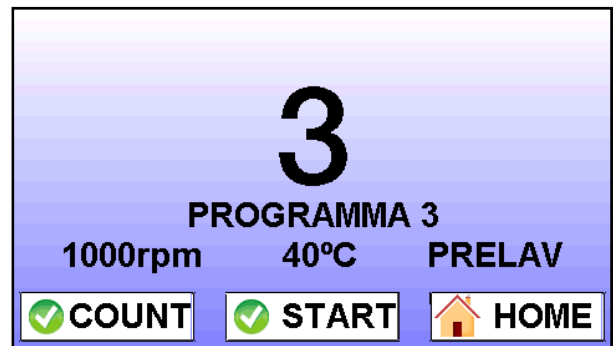 3
PROGRAMMA 3
1000rpm 40ºC PRELAV
COUNT START HOME